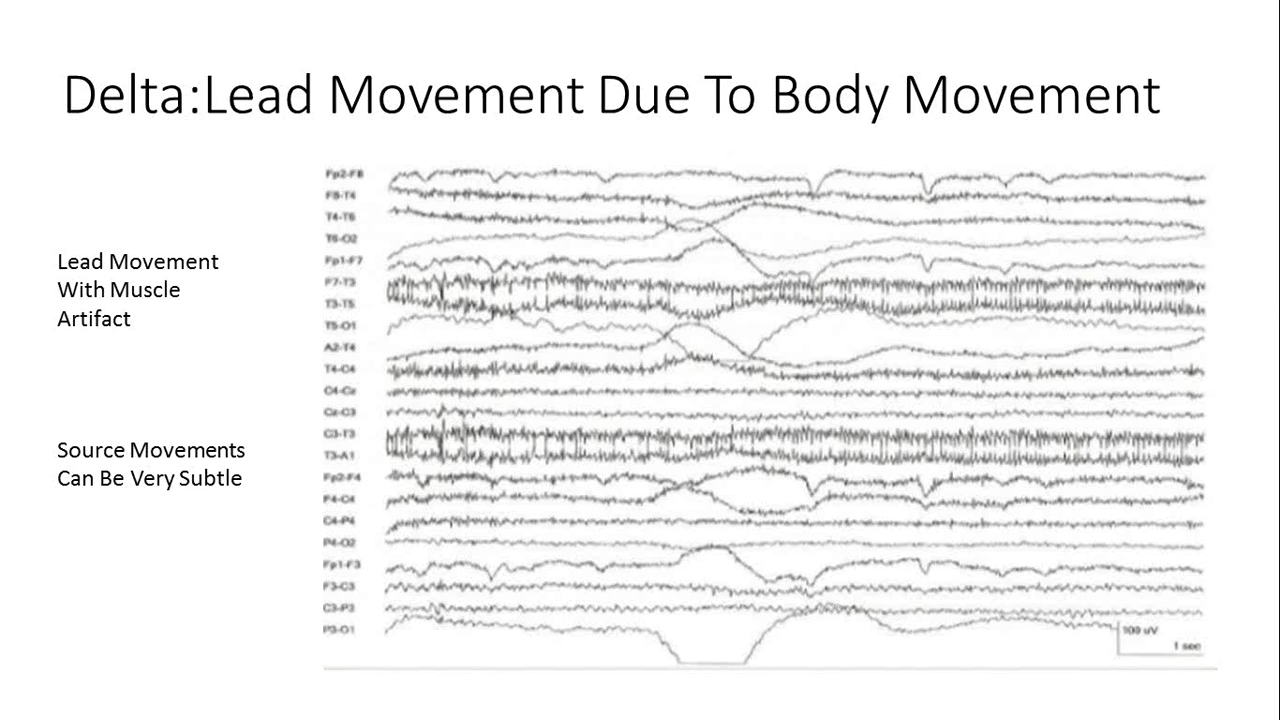 Delta:Lead Movement Due To Body Movement
Lead Movement
With Muscle
Artifact
Source Movements
Can Be Very Subtle
Fp2-F8
F8-T4
T4-T6
T6-O2
Fp1-F7
F7-T3
T3-T5
T5-O1
A2-T4
T4-C4
C4-Cz
Cz-C3
C3-T3
T3-A1
Fp2-F4
F4-C4
C4-P4
P4-O2
Fp1-F3
F3-C3
C3-P3
P3-O1
100 uV
1 sec